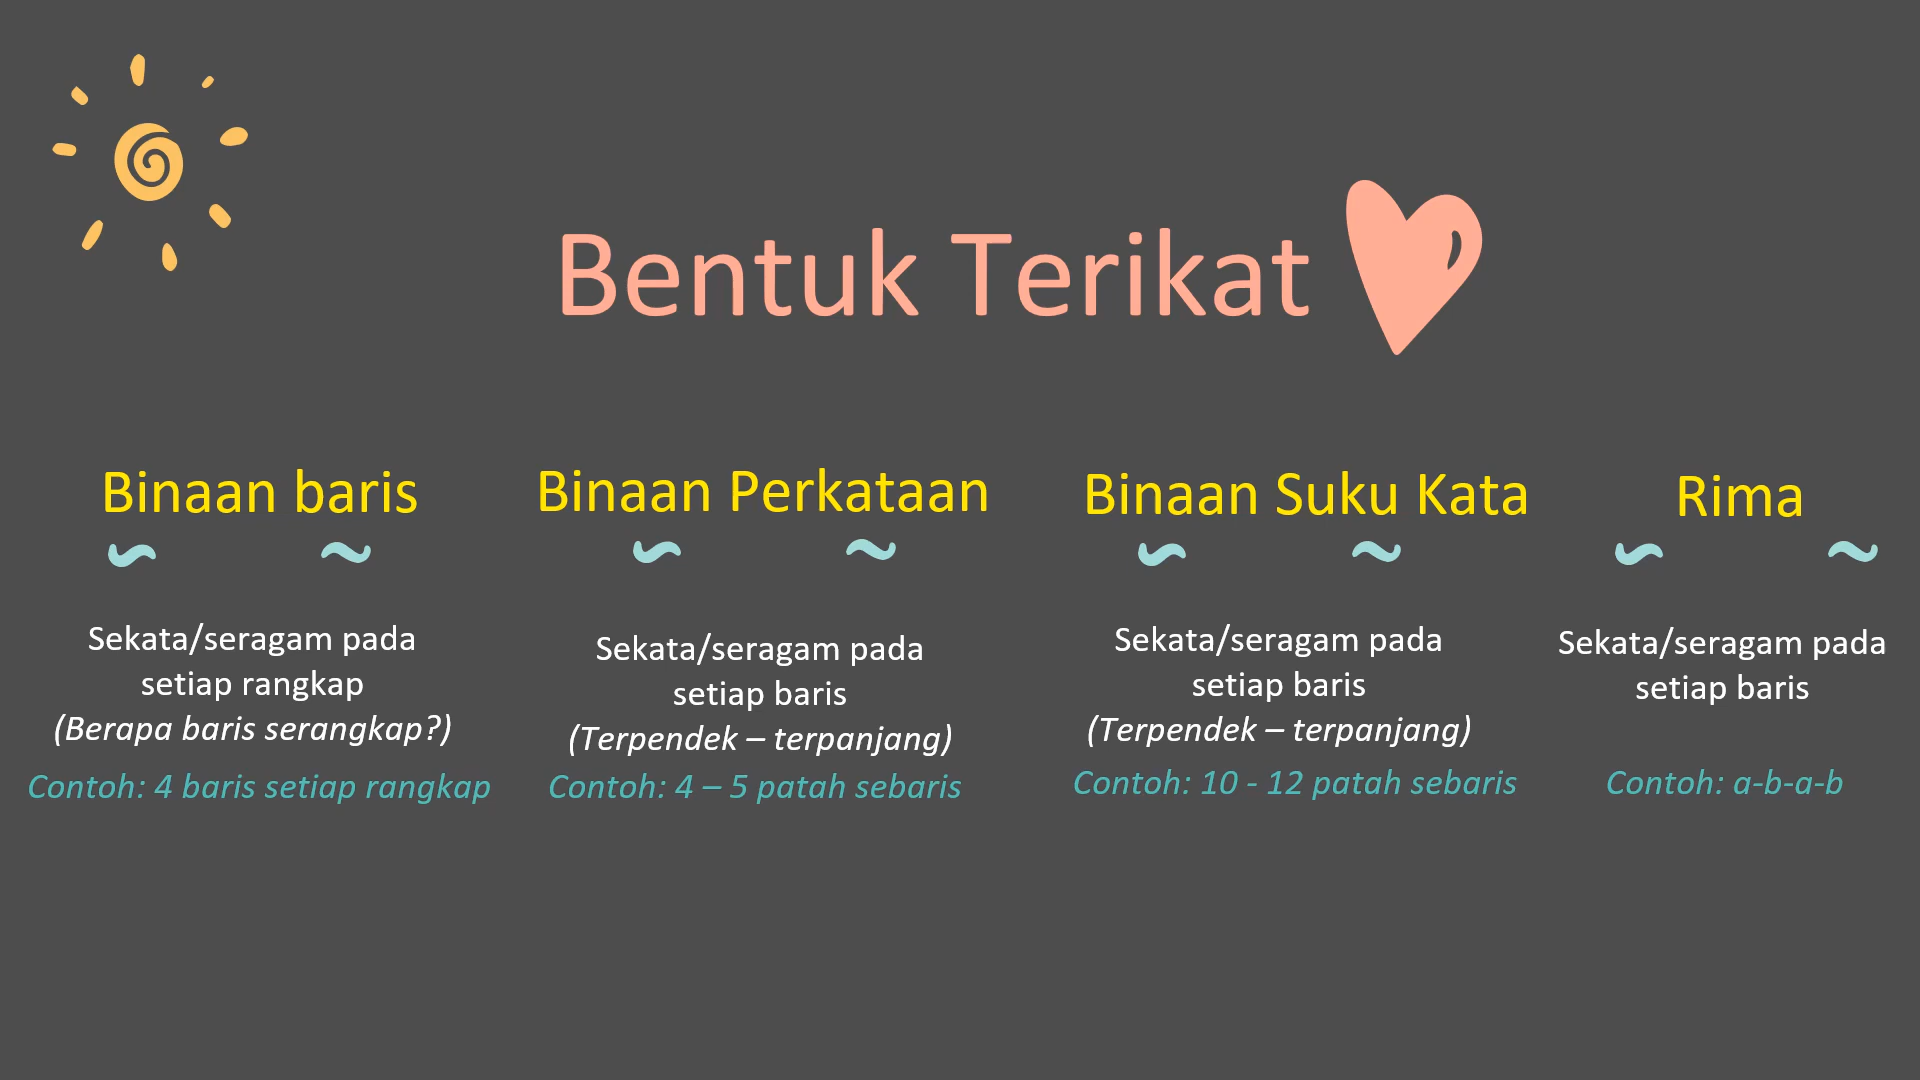 Bentuk Terikat
Binaan baris
Sekata/seragam pada
setiap rangkap
(Berapa baris serangkap?)
Contoh: 4 baris setiap rangkap
Binaan Perkataan
Sekata/seragam pada
setiap baris
(Terpendek – terpanjang)
Contoh: 4 – 5 patah sebaris
Binaan Suku Kata
Sekata/seragam pada
setiap baris
(Terpendek – terpanjang)
Contoh: 10 - 12 patah sebaris
Rima
Sekata/seragam pada
setiap baris
Contoh: a-b-a-b